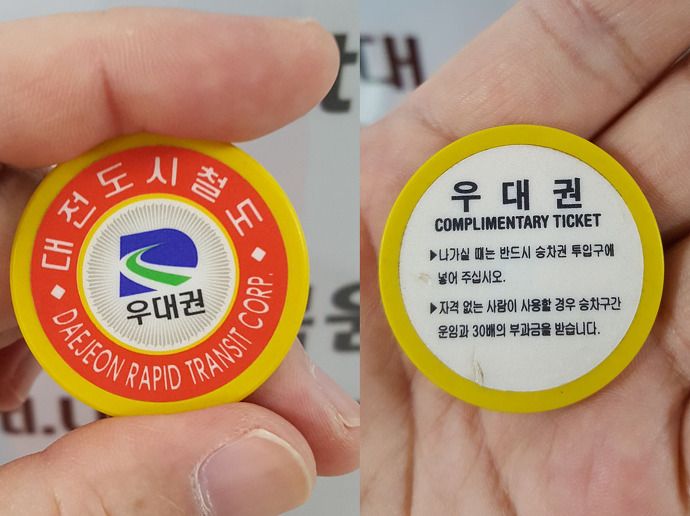 대전도시철도
우대권
DAEJEON RAPID TRANSIT CORP.
우 대 권
COMPLIMENTARY TICKET
▶나가실 때는 반드시 승차권 투입구에
넣어 주십시오.
▶자격 없는 사람이 사용할 경우 승차구간
운임과 30배의 부과금을 받습니다.